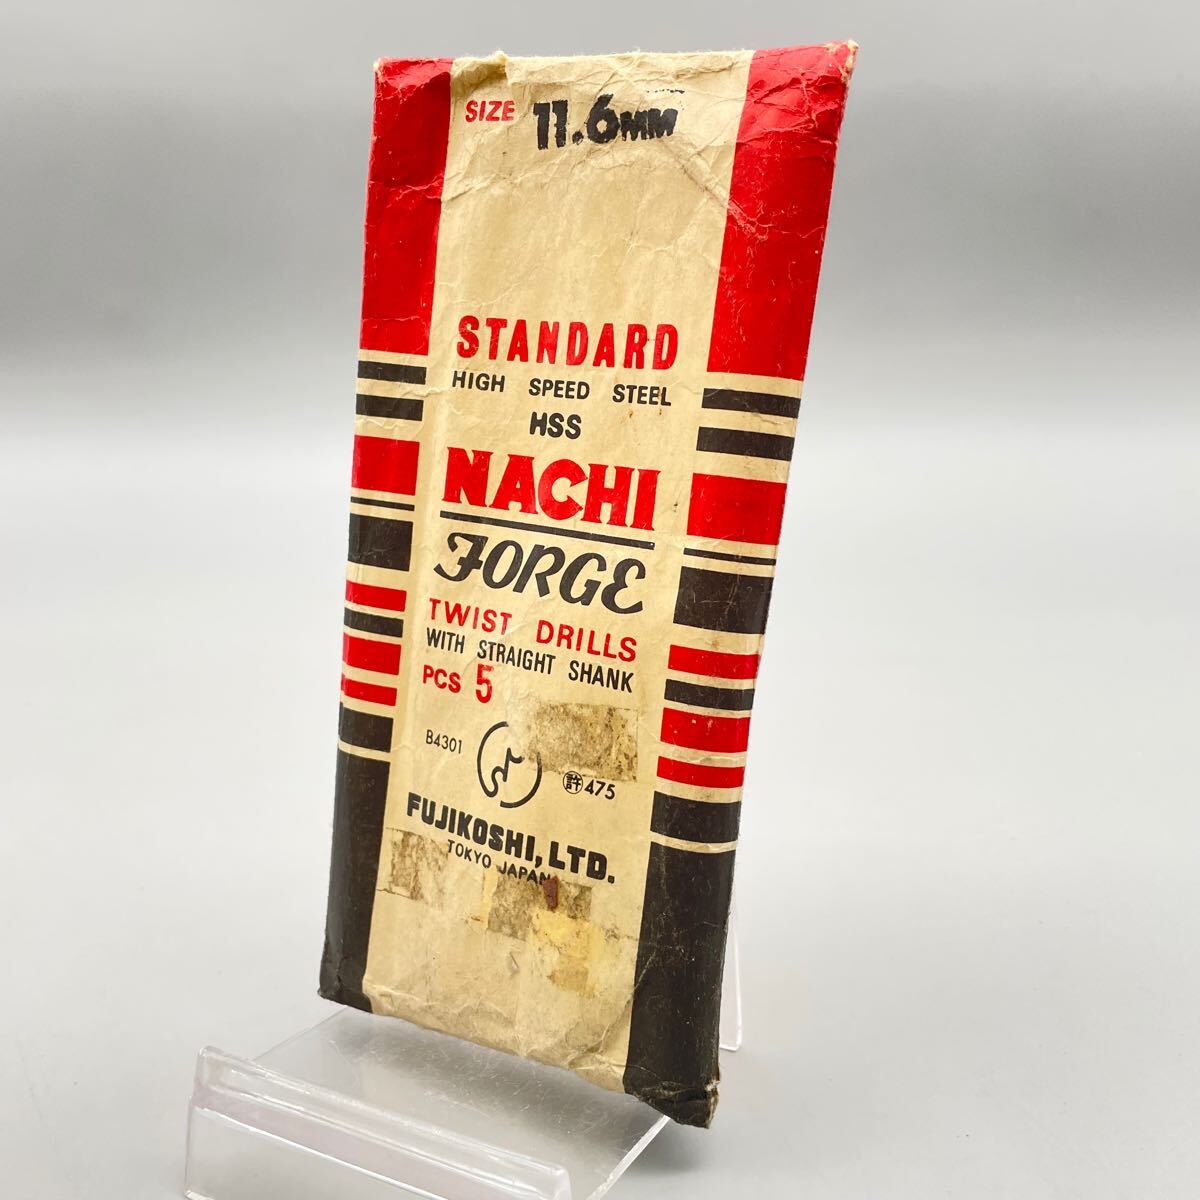 SIZE 11.6MM
STANDARD
HIGH SPEED STEEL
HSS
NACHI
FORGE
TWIST DRILLS
WITH STRAIGHT SHANK
PCS 5
B4301
許475
FUJIKOSHI, LTD.
TOKYO JAPAN